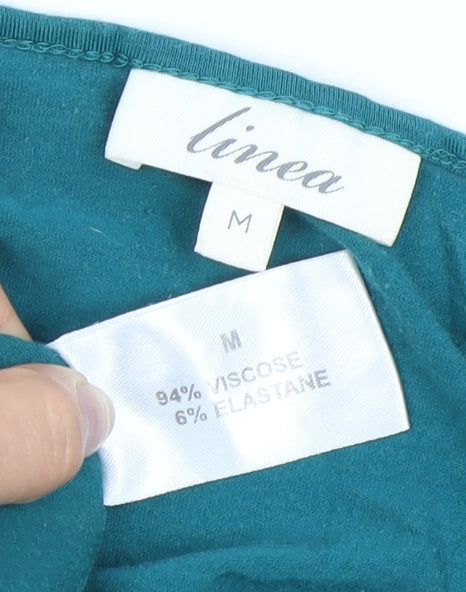 linea
M
M
94% VISCOSE
6% ELASTANE